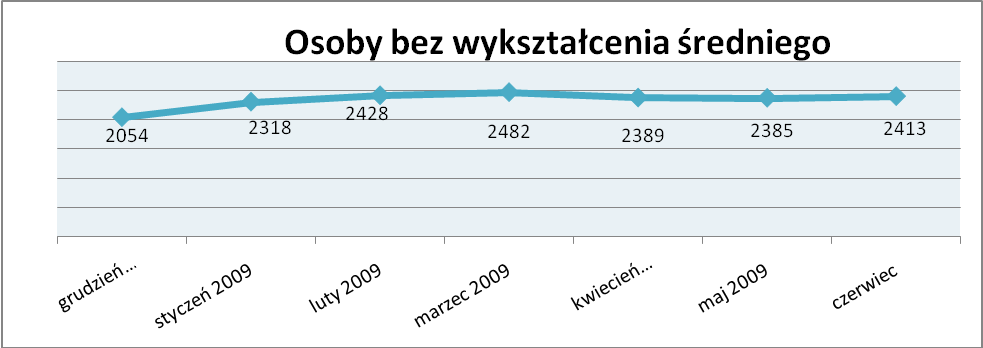 Osoby bez wykształcenia średniego
2054
2318
2428
2482
2389
2385
2413
grudzień...
styczeń 2009
luty 2009
marzec 2009
kwiecień...
maj 2009
czerwiec